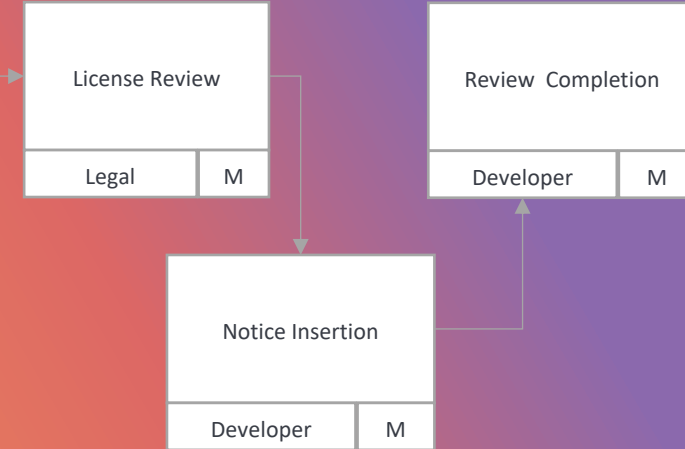 License Review
Legal M
Review Completion
Developer M
Notice Insertion
Developer M